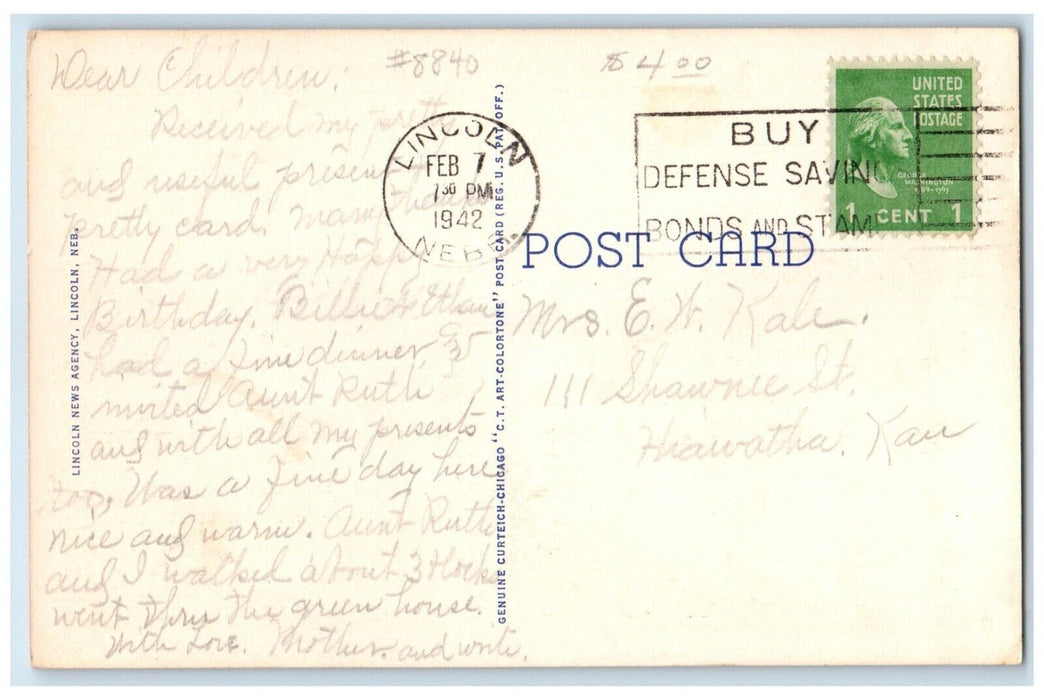 Dear Children:
#8840
$4.00
Received my pretty
and useful present
pretty card. Many thanks
Had a very Happy
Birthday. Billie & Ethan
had a fine dinner, &
invited Aunt Ruth
and with all my presents
too, Was a fine day here
nice and warm. Aunt Ruth
and I walked about 3 blocks
went thru the green house.
With Love. Mother. and write.
LINCOLN NEWS AGENCY, LINCOLN, NEB.
GENUINE CURTEICH-CHICAGO "C.T. ART-COLORTONE" POST CARD (REG. U.S. PAT. OFF.)
LINCOLN
FEB 7
7 30 PM
1942
NEBR.
BUY
DEFENSE SAVING
BONDS AND STAM
UNITED
STATES
POSTAGE
GEORGE
WASHINGTON
1789-1797
1 CENT 1
POST CARD
Mrs. E. W. Kale.
111 Shawnee St.
Hiawatha. Kan